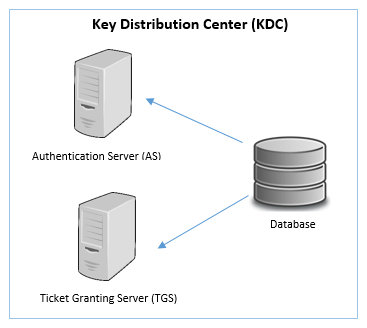 Key Distribution Center (KDC)
Authentication Server (AS)
Database
Ticket Granting Server (TGS)